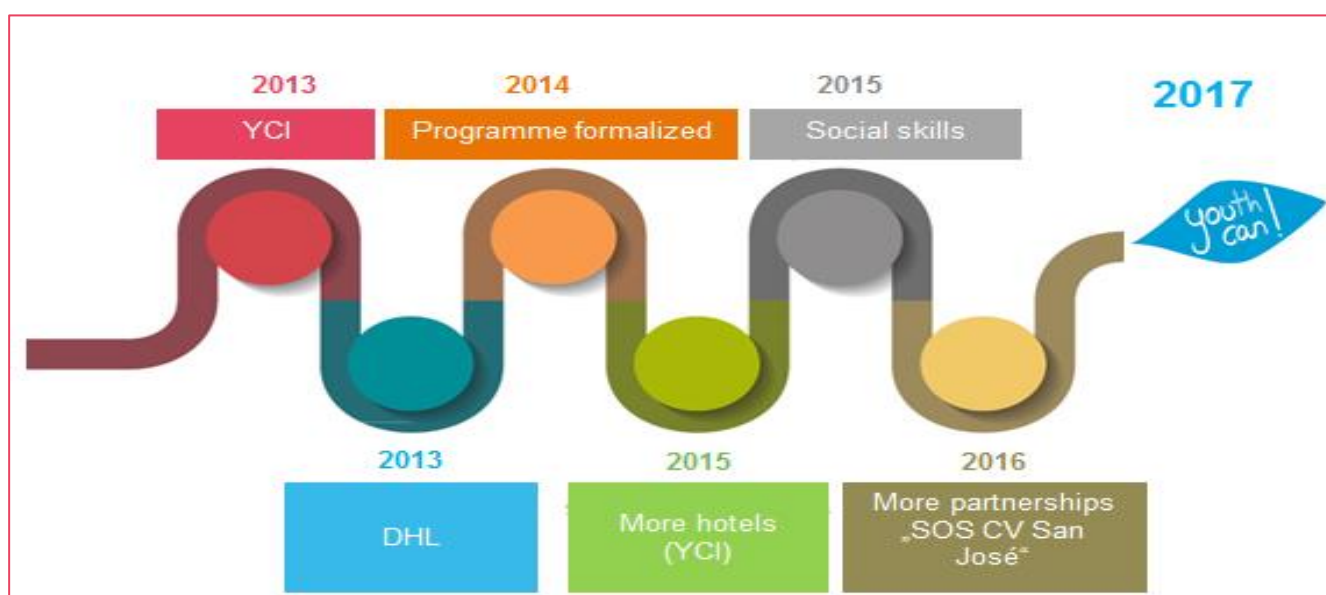 2013
2014
2015
2017
YCI
Programme formalized
Social skills
youth
can!
2013
2015
2016
DHL
More hotels
(YCI)
More partnerships
„SOS CV San
José“